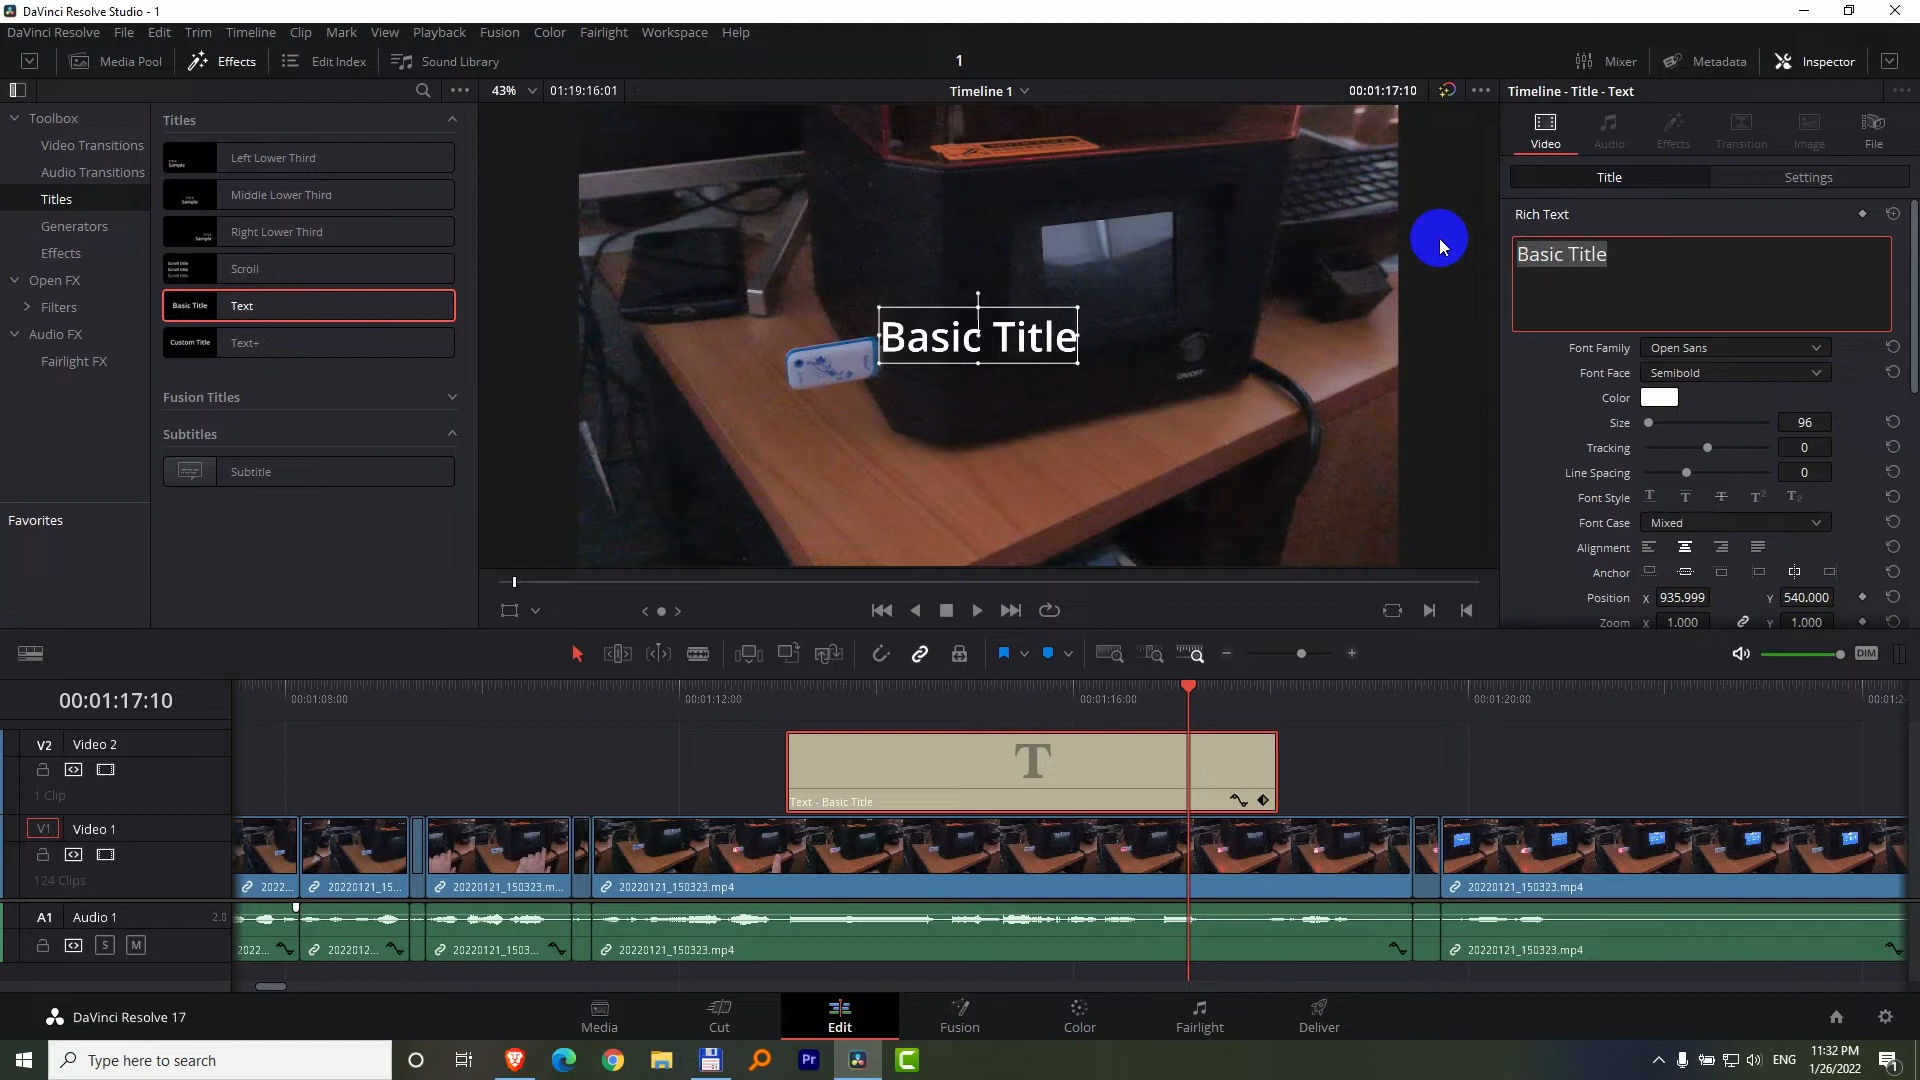 DaVinci Resolve Studio - 1
DaVinci Resolve File Edit Trim Timeline Clip Mark View Playback Fusion Color Fairlight Workspace Help
Media Pool Effects Edit Index Sound Library 1 Mixer Metadata Inspector
43% 01:19:16:01 Timeline 1 00:01:17:10 Timeline - Title - Text
Toolbox
Video Transitions
Audio Transitions
Titles
Generators
Effects
Open FX
Filters
Audio FX
Fairlight FX
Favorites
Titles
Left Lower Third
Middle Lower Third
Right Lower Third
Scroll
Basic Title Text
Custom Title Text+
Fusion Titles
Subtitles
Subtitle
Basic Title
ON/OFF
Video Audio Effects Transition Image File
Title Settings
Rich Text
Basic Title
Font Family Open Sans
Font Face Semibold
Color
Size 96
Tracking 0
Line Spacing 0
Font Style T T T T2 T2
Font Case Mixed
Alignment
Anchor
Position X 935.999 Y 540.000
Zoom X 1.000 Y 1.000
DIM
00:01:17:10 00:01:08:00 00:01:12:00 00:01:16:00 00:01:20:00 00:01:2
V2 Video 2
1 Clip
T
Text - Basic Title
V1 Video 1
124 Clips
2022... 20220121_15... 20220121_150323.m... 20220121_150323.mp4 20220121_150323.mp4
A1 Audio 1 2.0
S M
2022... 2022012... 20220121_1503... 20220121_150323.mp4 20220121_150323.mp4
DaVinci Resolve 17 Media Cut Edit Fusion Color Fairlight Deliver
Type here to search Pr ENG 11:32 PM
1/26/2022 1